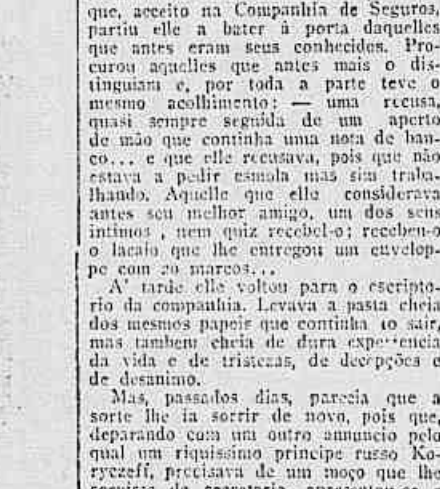 que, acceito na Companhia de Seguros,
partiu elle a bater á porta daquelles
que antes eram seus conhecidos. Pro-
curou aquelles que antes mais o dis-
tinguiam e, por toda a parte teve o
mesmo acolhimento: — uma recusa,
quasi sempre seguida de um aperto
de mão que continha uma nota de ban-
co... e que elle recusava, pois que não
estava a pedir esmola mas sim traba-
lhando. Aquelle que elle considerava
antes seu melhor amigo, um dos seus
intimos , nem quiz recebel-o; recebeu-o
o lacaio que lhe entregou um envelop-
pe com 20 marcos...
A' tarde elle voltou para o escripto-
rio da companhia. Levava a pasta cheia
dos mesmos papeis que continha ao sair,
mas tambem cheia de dura experiencia
da vida e de tristezas, de decepções e
de desanimo.
Mas, passados dias, parecia que a
sorte lhe ia sorrir de novo, pois que,
deparando com um outro annuncio pelo
qual um riquissimo principe russo Ko-
ryczeff, precisava de um moço que lhe